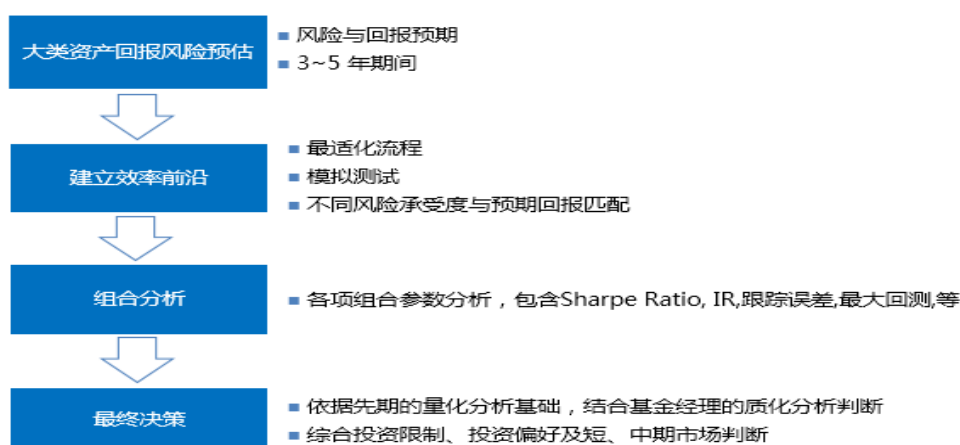 大类资产回报风险预估
风险与回报预期
3~5 年期间
建立效率前沿
最适化流程
模拟测试
不同风险承受度与预期回报匹配
组合分析
各项组合参数分析，包含Sharpe Ratio, IR,跟踪误差,最大回测,等
最终决策
依据先期的量化分析基础，结合基金经理的质化分析判断
综合投资限制、投资偏好及短、中期市场判断